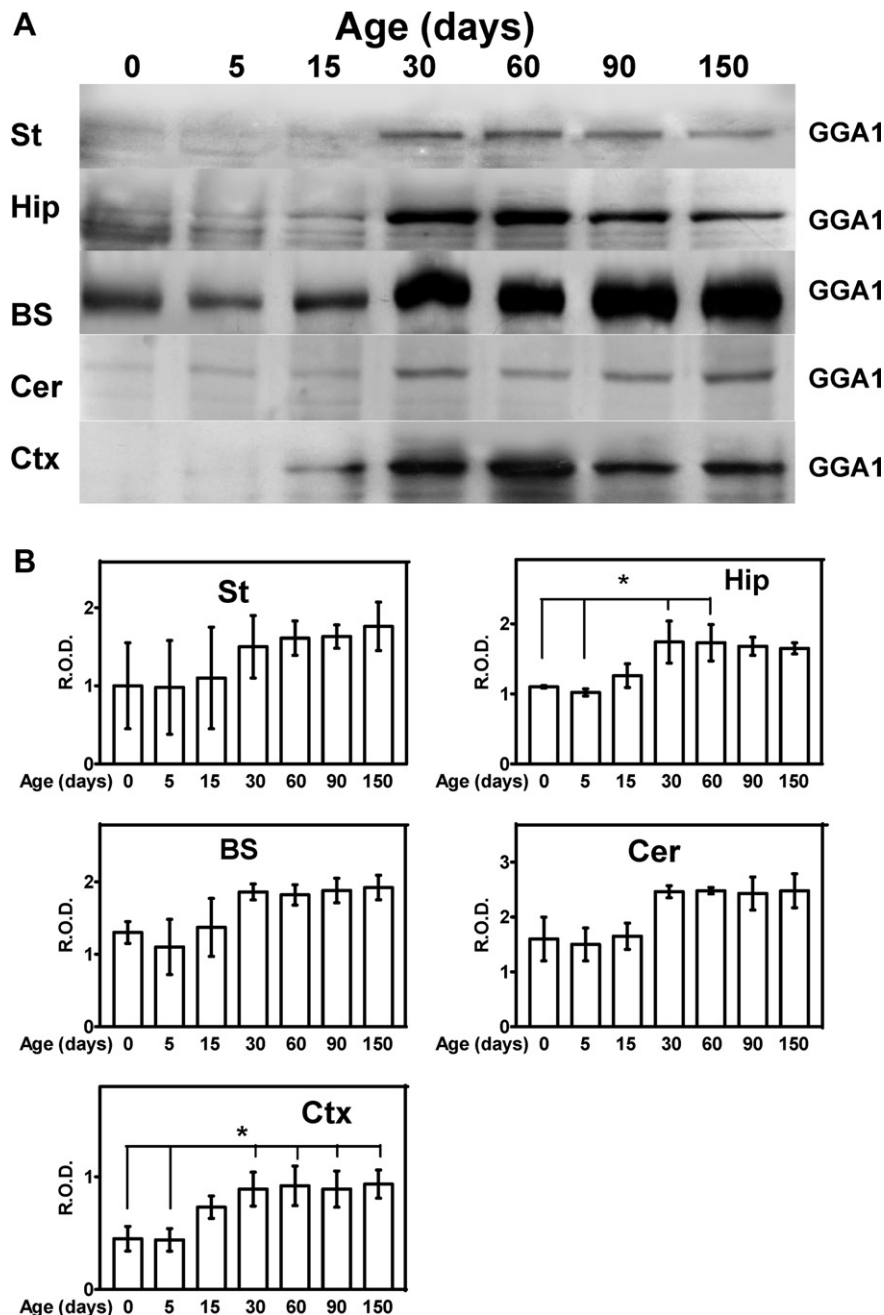 A
Age (days)
0 5 15 30 60 90 150
St GGA1
Hip GGA1
BS GGA1
Cer GGA1
Ctx GGA1
B
St
R.O.D.
2
1
0
Age (days) 0 5 15 30 60 90 150
Hip
*
R.O.D.
2
1
0
Age (days) 0 5 15 30 60 90 150
BS
R.O.D.
2
1
0
Age (days) 0 5 15 30 60 90 150
Cer
R.O.D.
3
2
1
0
Age (days) 0 5 15 30 60 90 150
Ctx
*
R.O.D.
1
0
Age (days) 0 5 15 30 60 90 150